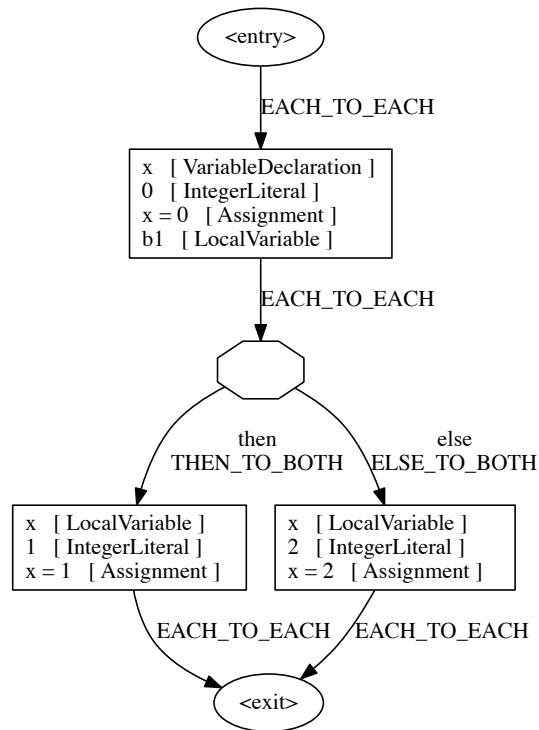 <entry>
EACH_TO_EACH
x [ VariableDeclaration ]
0 [ IntegerLiteral ]
x = 0 [ Assignment ]
b1 [ LocalVariable ]
EACH_TO_EACH
then
THEN_TO_BOTH
else
ELSE_TO_BOTH
x [ LocalVariable ]
1 [ IntegerLiteral ]
x = 1 [ Assignment ]
x [ LocalVariable ]
2 [ IntegerLiteral ]
x = 2 [ Assignment ]
EACH_TO_EACH
EACH_TO_EACH
<exit>